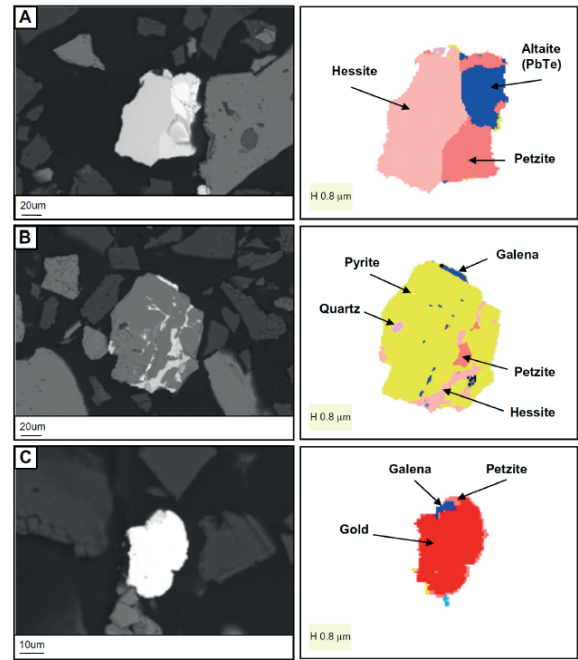 A
20um
Hessite
Altaite
(PbTe)
Petzite
H 0.8 µm
B
20um
Pyrite
Galena
Quartz
Petzite
Hessite
H 0.8 µm
C
10um
Galena
Petzite
Gold
H 0.8 µm